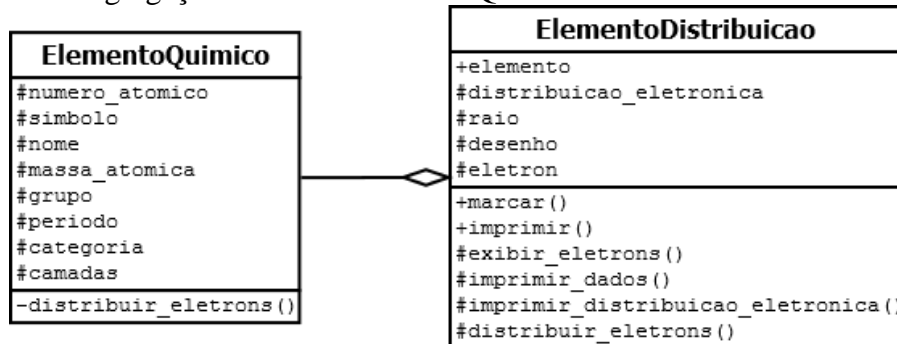 ElementoQuimico
#numero_atomico
#simbolo
#nome
#massa_atomica
#grupo
#periodo
#categoria
#camadas
-distribuir_eletrons()
ElementoDistribuicao
+elemento
#distribuicao_eletronica
#raio
#desenho
#eletron
+marcar()
+imprimir()
#exibir_eletrons()
#imprimir_dados()
#imprimir_distribuicao_eletronica()
#distribuir_eletrons()